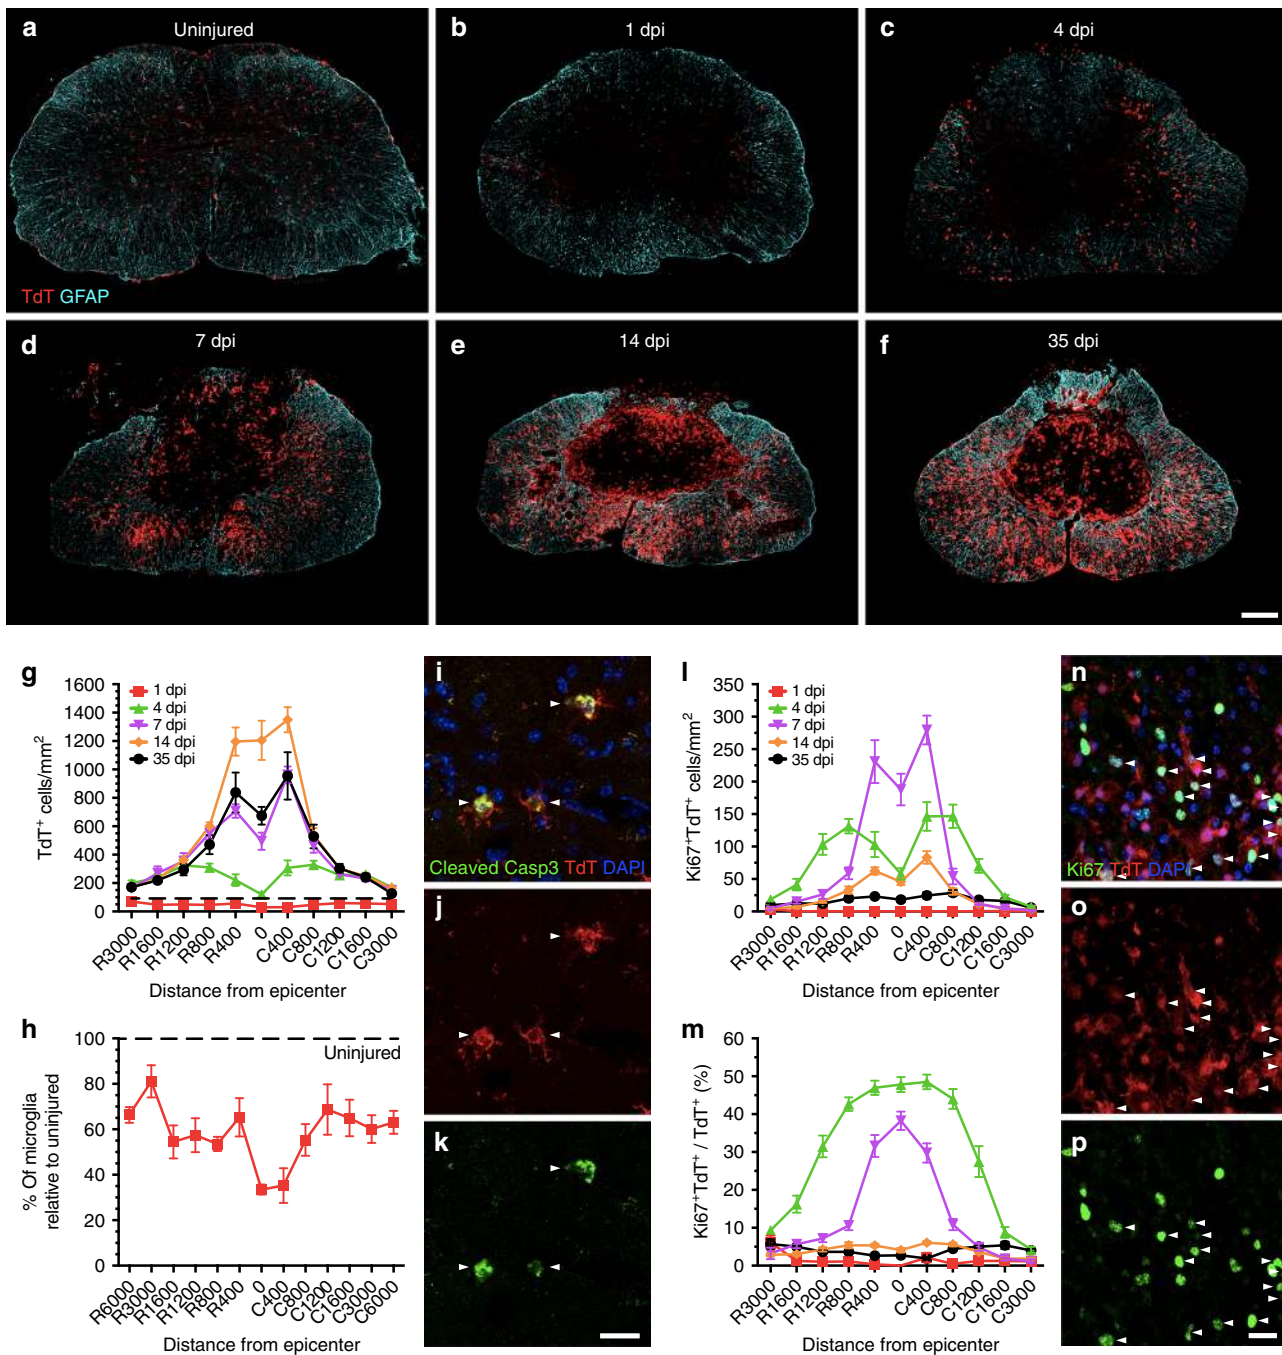 a
Uninjured
TdT GFAP
b
1 dpi
c
4 dpi
d
7 dpi
e
14 dpi
f
35 dpi
g
1600
1400
1200
1000
800
600
400
200
0
TdT+ cells/mm2
1 dpi
4 dpi
7 dpi
14 dpi
35 dpi
R3000
R1600
R1200
R800
R400
0
C400
C800
C1200
C1600
C3000
Distance from epicenter
h
100
80
60
40
20
0
% Of microglia
relative to uninjured
Uninjured
R6000
R3000
R1600
R1200
R800
R400
0
C400
C800
C1200
C1600
C3000
C6000
Distance from epicenter
i
Cleaved Casp3 TdT DAPI
j
k
l
350
300
250
200
150
100
50
0
Ki67+TdT+ cells/mm2
1 dpi
4 dpi
7 dpi
14 dpi
35 dpi
R3000
R1600
R1200
R800
R400
0
C400
C800
C1200
C1600
C3000
Distance from epicenter
m
60
50
40
30
20
10
0
Ki67+TdT+ / TdT+ (%)
R3000
R1600
R1200
R800
R400
0
C400
C800
C1200
C1600
C3000
Distance from epicenter
n
Ki67 TdT DAPI
o
p